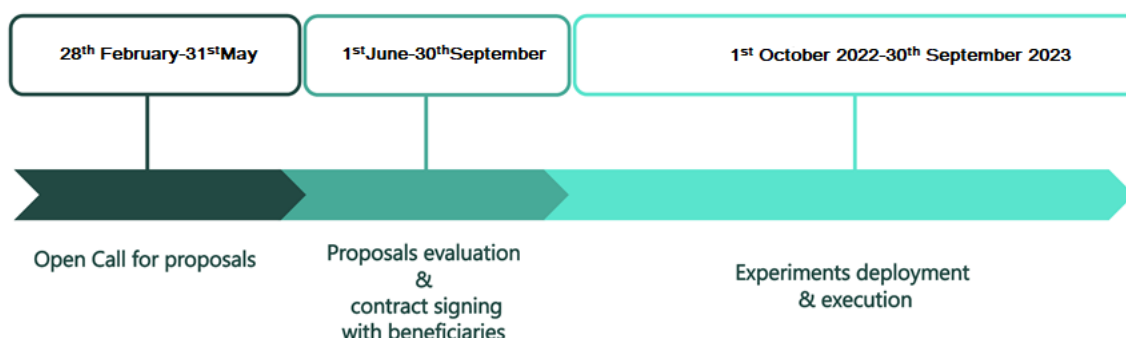 28th February-31stMay
1stJune-30thSeptember
1st October 2022-30th September 2023
Open Call for proposals
Proposals evaluation
&
contract signing
with beneficiaries
Experiments deployment
& execution